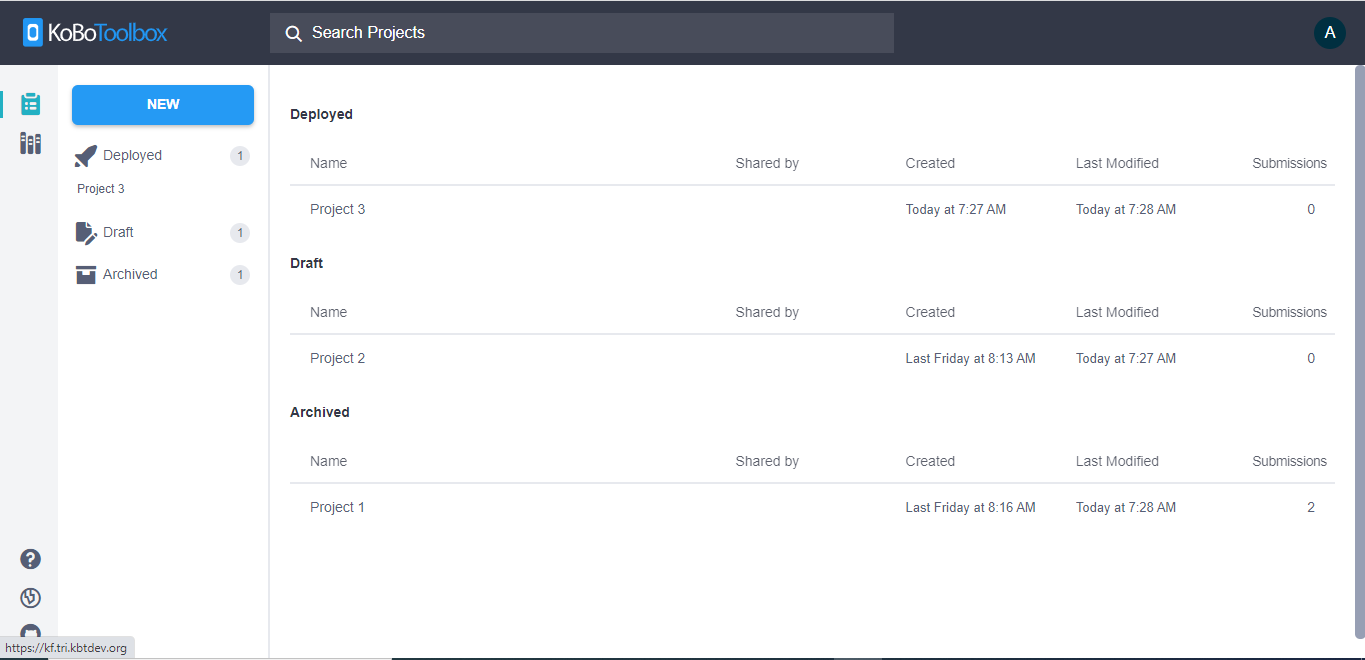 KoBoToolbox
Search Projects
A
NEW
Deployed 1
Project 3
Draft 1
Archived 1
Deployed
Name Shared by Created Last Modified Submissions
Project 3 Today at 7:27 AM Today at 7:28 AM 0
Draft
Name Shared by Created Last Modified Submissions
Project 2 Last Friday at 8:13 AM Today at 7:27 AM 0
Archived
Name Shared by Created Last Modified Submissions
Project 1 Last Friday at 8:16 AM Today at 7:28 AM 2
https://kf.tri.kbtdev.org